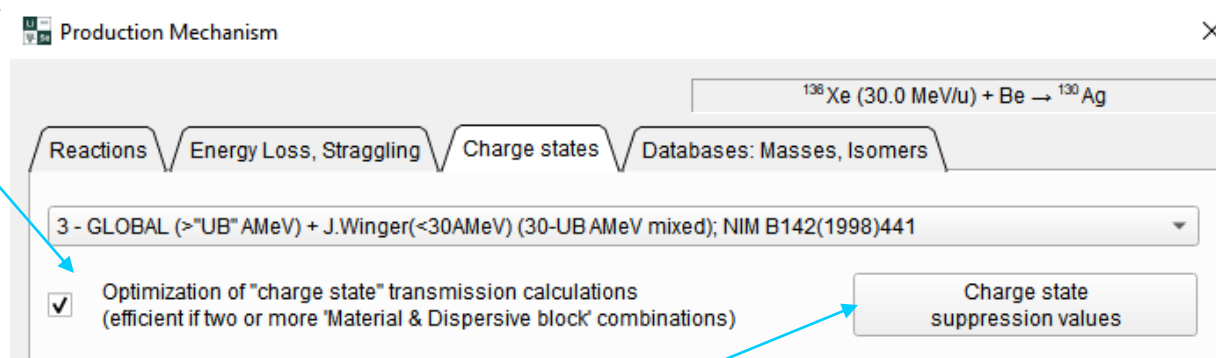 Production Mechanism
¹³⁶Xe (30.0 MeV/u) + Be → ¹³⁰Ag
Reactions
Energy Loss, Straggling
Charge states
Databases: Masses, Isomers
3 - GLOBAL (>"UB" AMeV) + J.Winger(<30AMeV) (30-UB AMeV mixed); NIM B142(1998)441
Optimization of "charge state" transmission calculations
(efficient if two or more 'Material & Dispersive block' combinations)
Charge state
suppression values